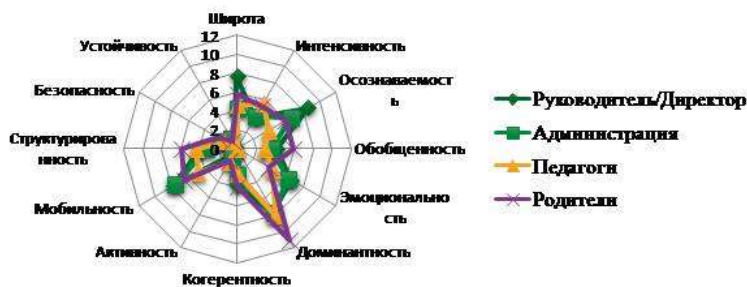 Широта
12
10
8
6
4
2
0
Интенсивность
Осознаваемост
ь
Обобщенность
Эмоционально
сть
Доминантность
Когерентность
Активность
Мобильность
Структурирова
нность
Безопасность
Устойчивость
Руководитель/Директор
Администрация
Педагоги
Родители